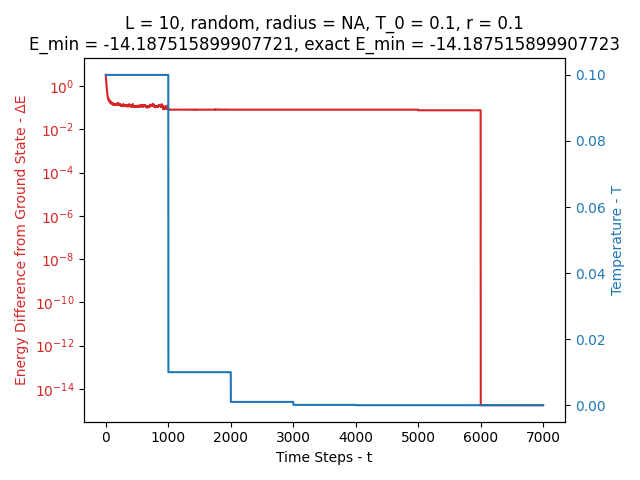 L = 10, random, radius = NA, T_0 = 0.1, r = 0.1
E_min = -14.187515899907721, exact E_min = -14.187515899907723
Energy Difference from Ground State - ΔE
10⁰
10⁻²
10⁻⁴
10⁻⁶
10⁻⁸
10⁻¹⁰
10⁻¹²
10⁻¹⁴
0.10
0.08
0.06
0.04
0.02
0.00
Temperature - T
0 1000 2000 3000 4000 5000 6000 7000
Time Steps - t